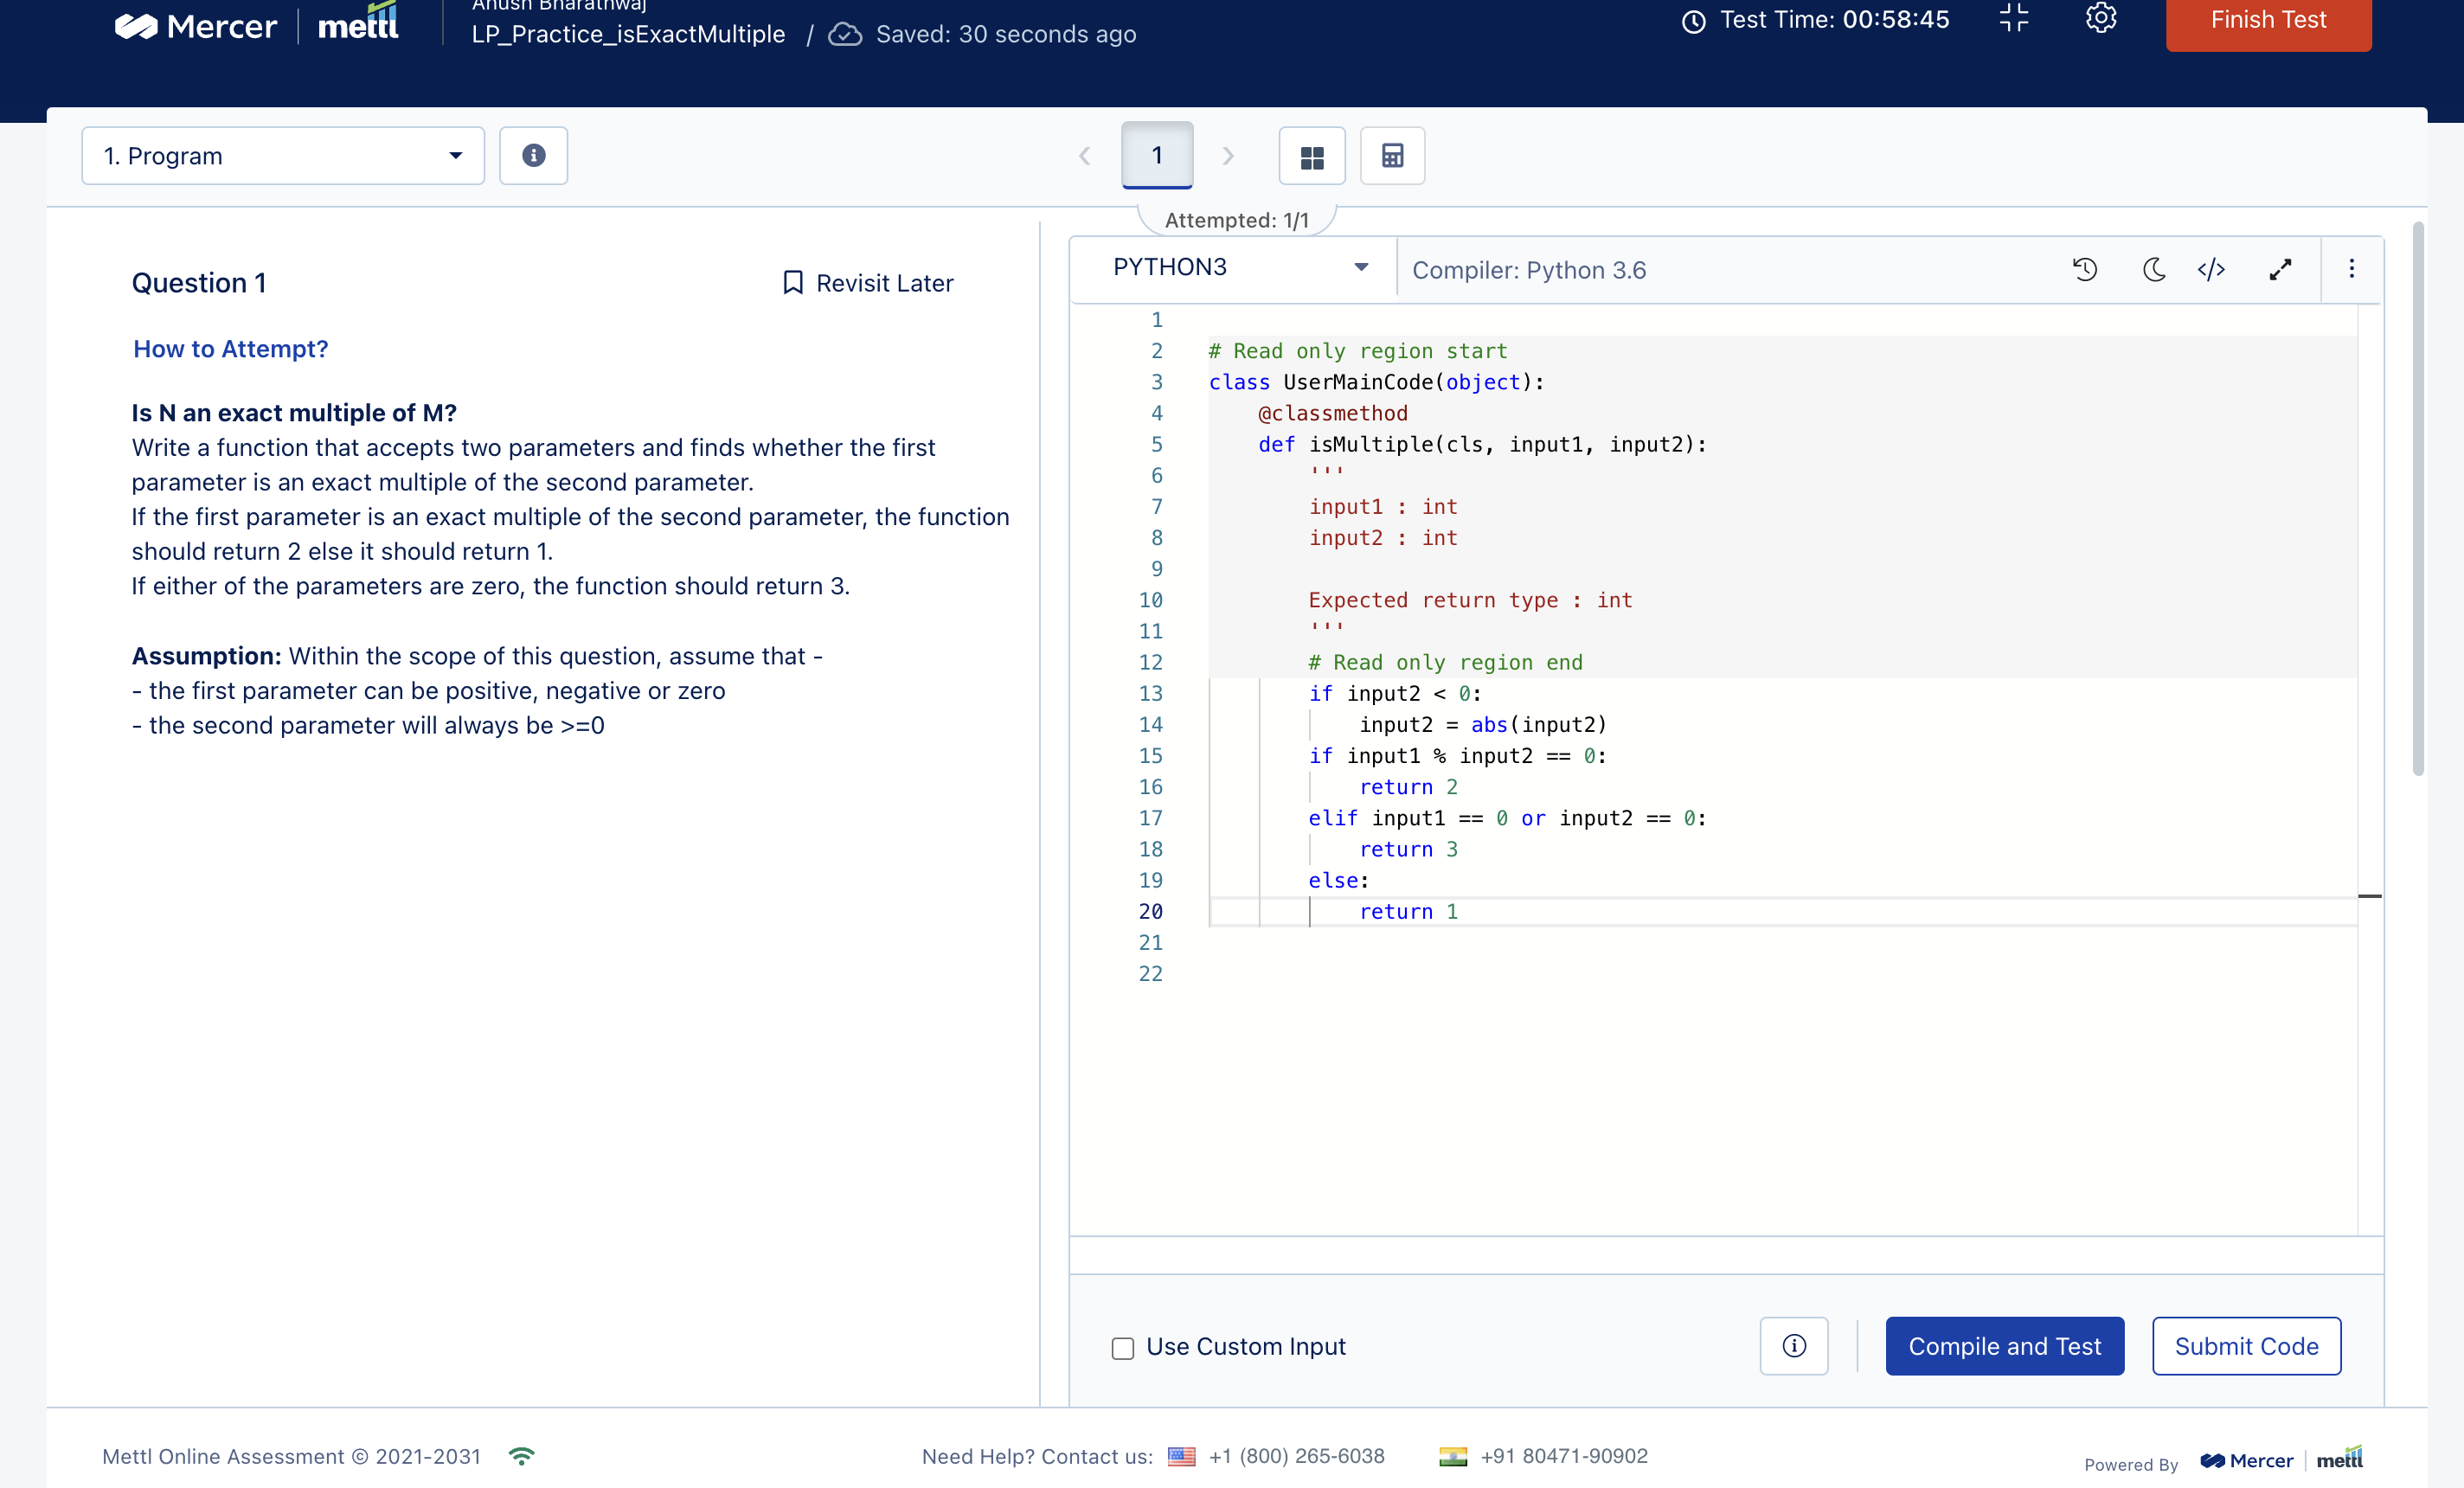 Mercer | mettl
Anush Bharathwaj
LP_Practice_isExactMultiple / Saved: 30 seconds ago
Test Time: 00:58:45
Finish Test
1. Program
1
Attempted: 1/1
Question 1
Revisit Later
How to Attempt?
Is N an exact multiple of M?
Write a function that accepts two parameters and finds whether the first
parameter is an exact multiple of the second parameter.
If the first parameter is an exact multiple of the second parameter, the function
should return 2 else it should return 1.
If either of the parameters are zero, the function should return 3.
Assumption: Within the scope of this question, assume that -
- the first parameter can be positive, negative or zero
- the second parameter will always be >=0
PYTHON3
Compiler: Python 3.6
1
2 # Read only region start
3 class UserMainCode(object):
4     @classmethod
5     def isMultiple(cls, input1, input2):
6         '''
7         input1 : int
8         input2 : int
9
10         Expected return type : int
11         '''
12         # Read only region end
13         if input2 < 0:
14             input2 = abs(input2)
15         if input1 % input2 == 0:
16             return 2
17         elif input1 == 0 or input2 == 0:
18             return 3
19         else:
20             return 1
21
22
Use Custom Input
Compile and Test
Submit Code
Mettl Online Assessment © 2021-2031
Need Help? Contact us: +1 (800) 265-6038 +91 80471-90902
Powered By Mercer | mettl